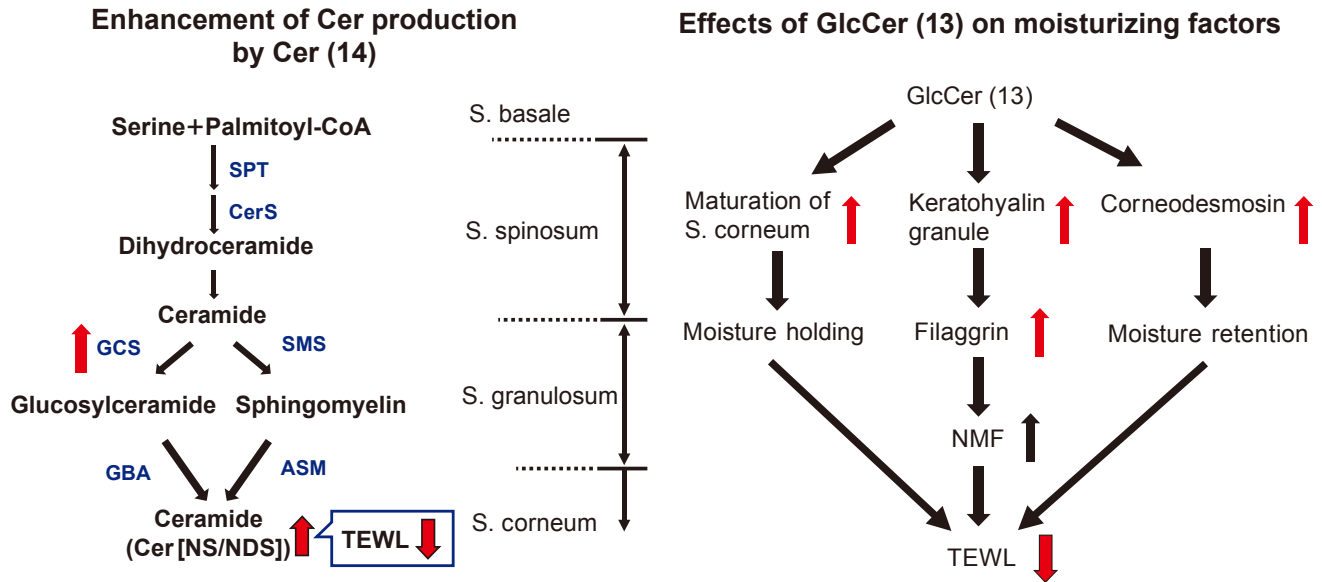 Enhancement of Cer production
by Cer (14)
Serine+Palmitoyl-CoA
SPT
CerS
Dihydroceramide
Ceramide
GCS
SMS
Glucosylceramide
Sphingomyelin
GBA
ASM
Ceramide
(Cer [NS/NDS])
TEWL
S. basale
S. spinosum
S. granulosum
S. corneum
Effects of GlcCer (13) on moisturizing factors
GlcCer (13)
Maturation of
S. corneum
Keratohyalin
granule
Corneodesmosin
Moisture holding
Filaggrin
Moisture retention
NMF
TEWL